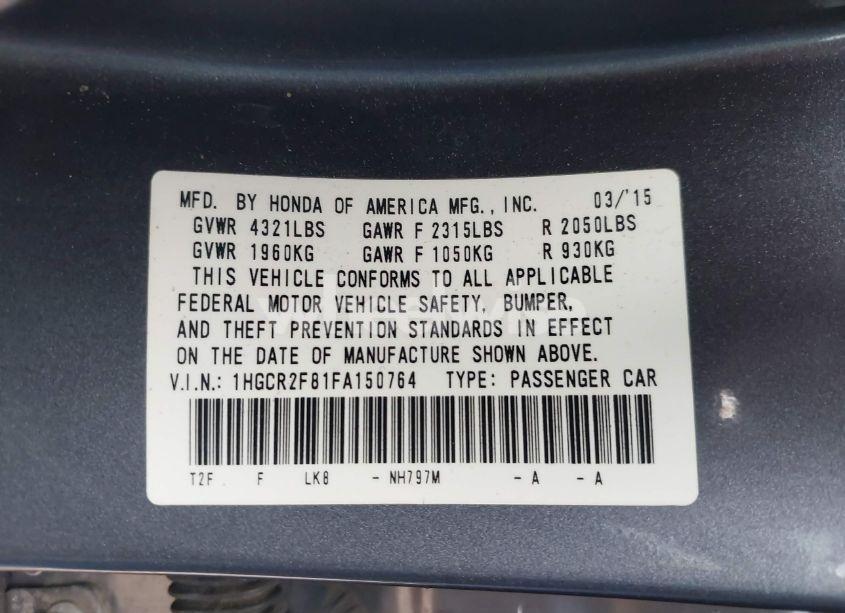 MFD. BY HONDA OF AMERICA MFG., INC. 03/'15
GVWR 4321LBS GAWR F 2315LBS R 2050LBS
GVWR 1960KG GAWR F 1050KG R 930KG
THIS VEHICLE CONFORMS TO ALL APPLICABLE
FEDERAL MOTOR VEHICLE SAFETY, BUMPER,
AND THEFT PREVENTION STANDARDS IN EFFECT
ON THE DATE OF MANUFACTURE SHOWN ABOVE.
V.I.N.: 1HGCR2F81FA150764 TYPE: PASSENGER CAR
T2F F LK8 - NH797M - A - A